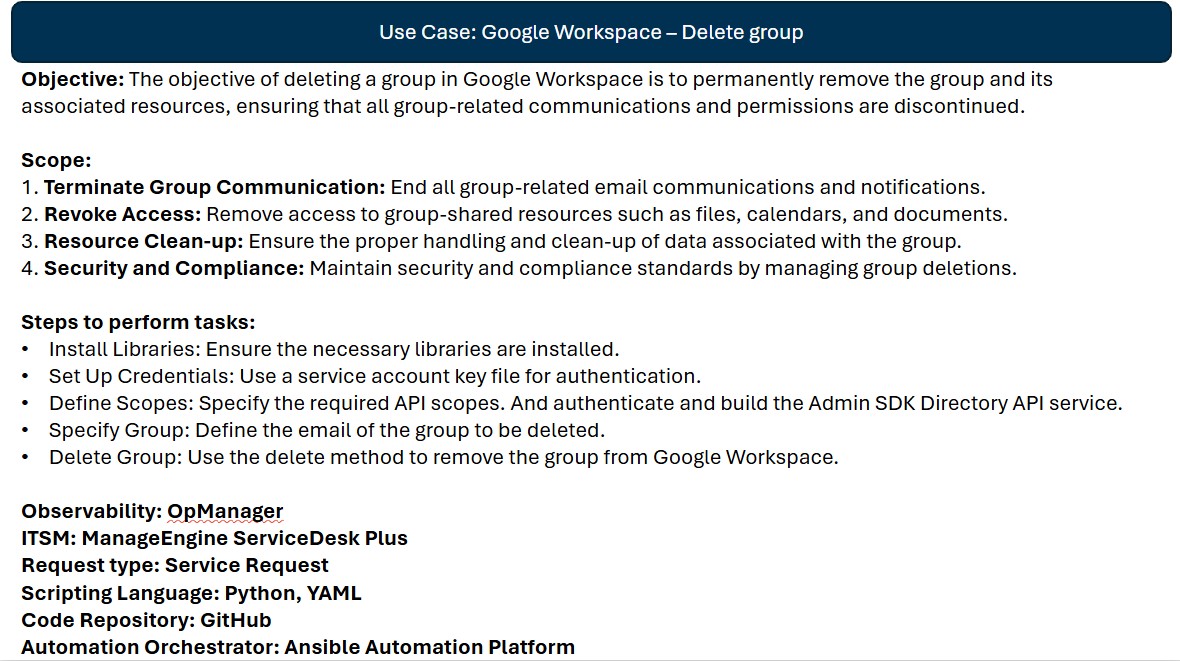 Use Case: Google Workspace – Delete group
Objective: The objective of deleting a group in Google Workspace is to permanently remove the group and its
associated resources, ensuring that all group-related communications and permissions are discontinued.
Scope:
1. Terminate Group Communication: End all group-related email communications and notifications.
2. Revoke Access: Remove access to group-shared resources such as files, calendars, and documents.
3. Resource Clean-up: Ensure the proper handling and clean-up of data associated with the group.
4. Security and Compliance: Maintain security and compliance standards by managing group deletions.
Steps to perform tasks:
• Install Libraries: Ensure the necessary libraries are installed.
• Set Up Credentials: Use a service account key file for authentication.
• Define Scopes: Specify the required API scopes. And authenticate and build the Admin SDK Directory API service.
• Specify Group: Define the email of the group to be deleted.
• Delete Group: Use the delete method to remove the group from Google Workspace.
Observability: OpManager
ITSM: ManageEngine ServiceDesk Plus
Request type: Service Request
Scripting Language: Python, YAML
Code Repository: GitHub
Automation Orchestrator: Ansible Automation Platform